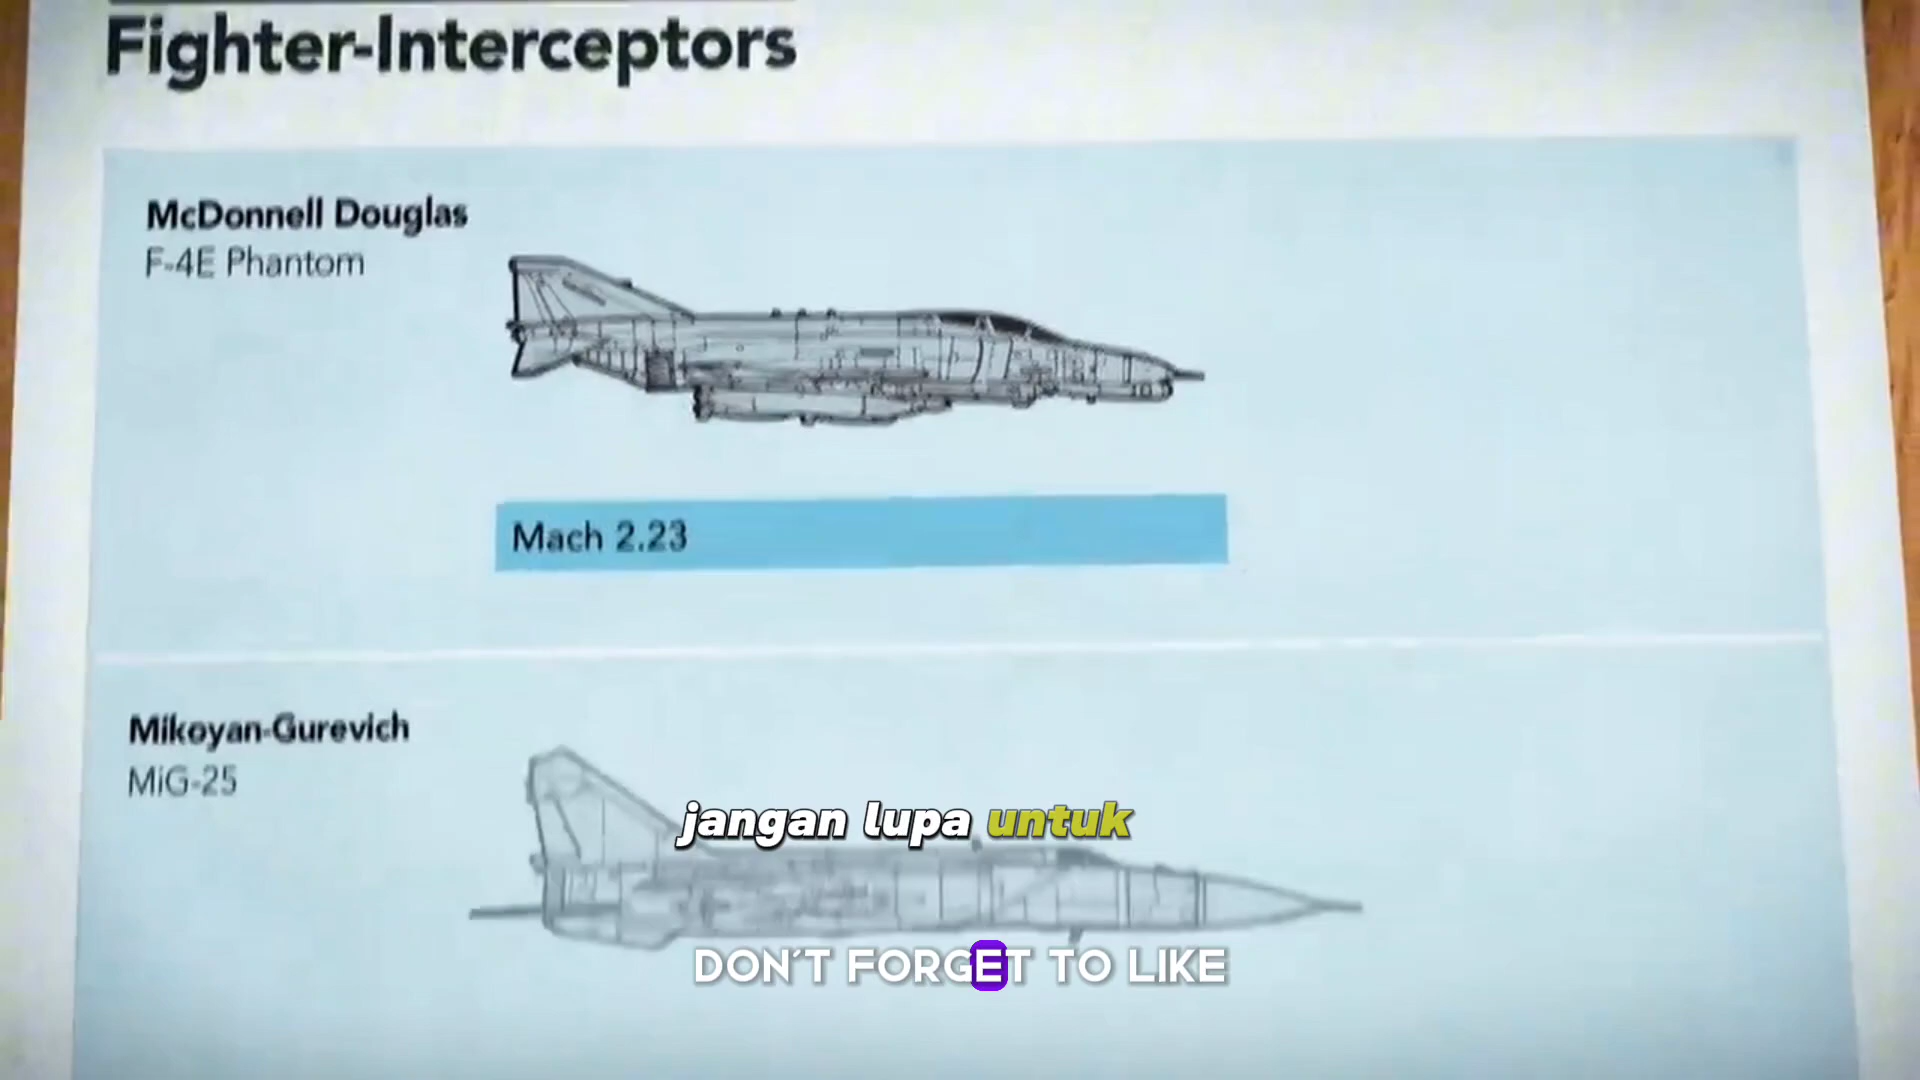 Fighter-Interceptors
McDonnell Douglas
F-4E Phantom
Mach 2.23
Mikoyan-Gurevich
MiG-25
jangan lupa untuk
DON'T FORGET TO LIKE